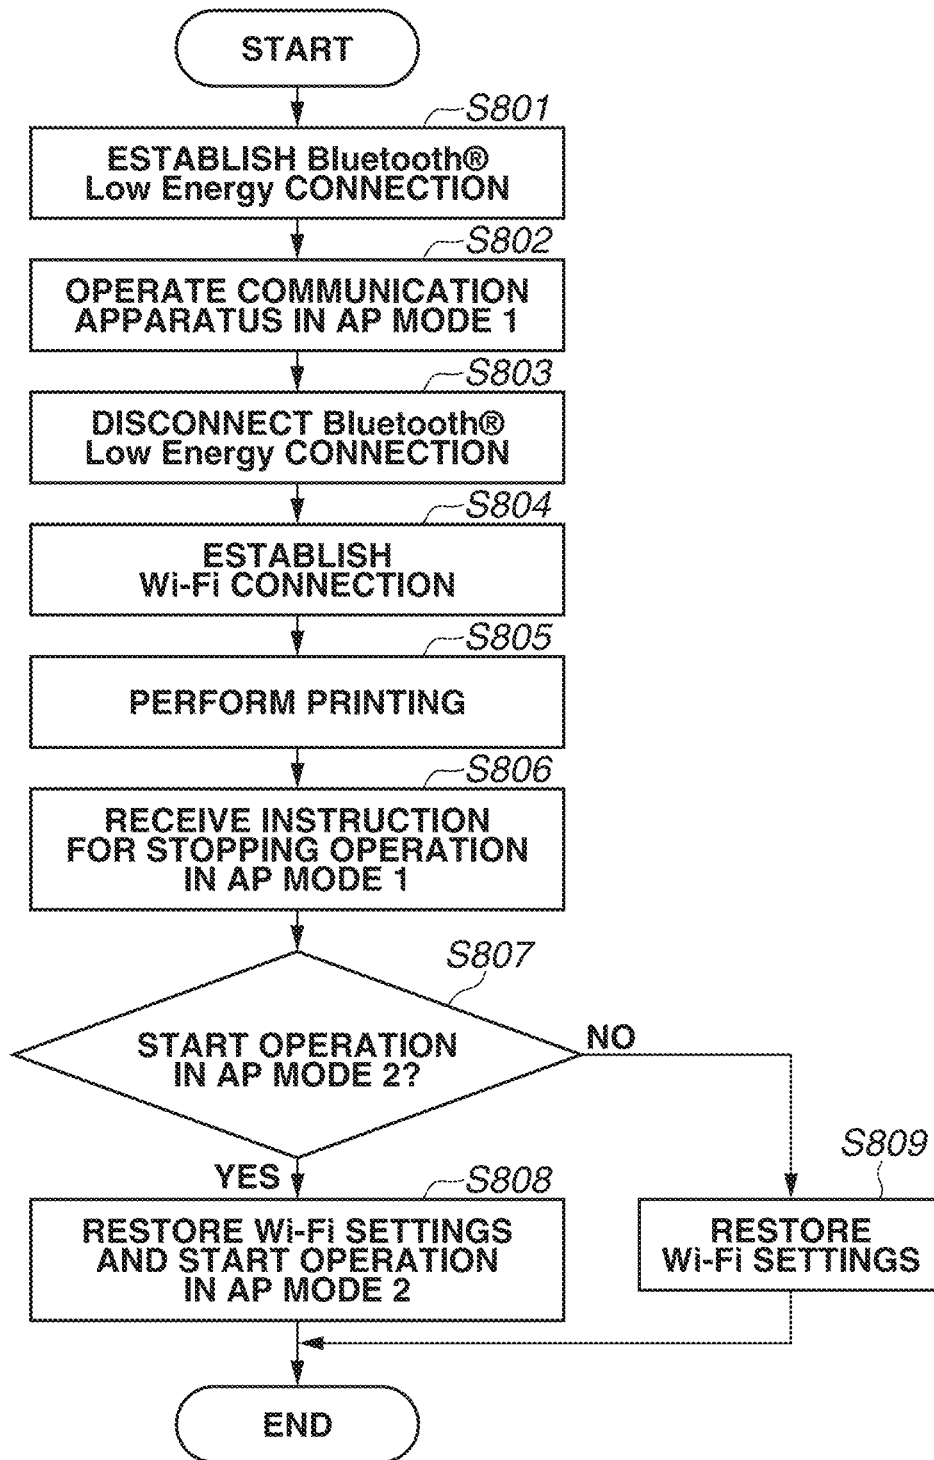 START
S801
ESTABLISH Bluetooth®
Low Energy CONNECTION
S802
OPERATE COMMUNICATION
APPARATUS IN AP MODE 1
S803
DISCONNECT Bluetooth®
Low Energy CONNECTION
S804
ESTABLISH
Wi-Fi CONNECTION
S805
PERFORM PRINTING
S806
RECEIVE INSTRUCTION
FOR STOPPING OPERATION
IN AP MODE 1
S807
START OPERATION
IN AP MODE 2?
NO
YES
S808
RESTORE Wi-Fi SETTINGS
AND START OPERATION
IN AP MODE 2
S809
RESTORE
Wi-Fi SETTINGS
END